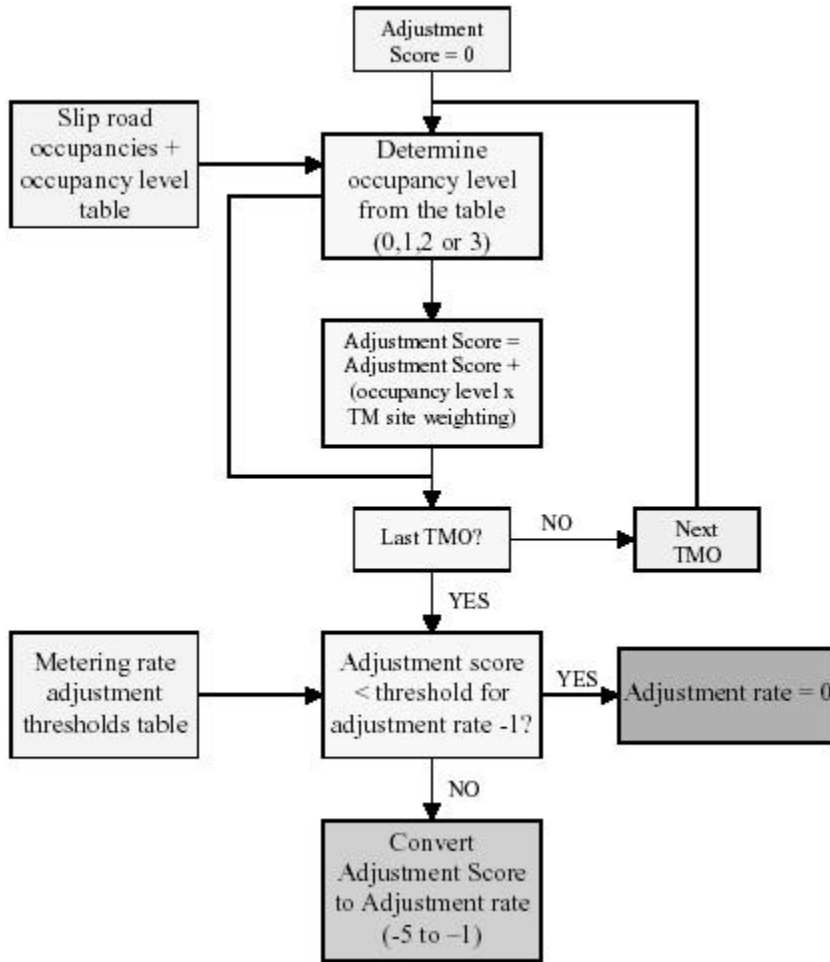 Adjustment
Score = 0
Slip road
occupancies +
occupancy level
table
Determine
occupancy level
from the table
(0,1,2 or 3)
Adjustment Score =
Adjustment Score +
(occupancy level x
TM site weighting)
Last TMO?
NO
Next
TMO
YES
Metering rate
adjustment
thresholds table
Adjustment score
< threshold for
adjustment rate -1?
YES
Adjustment rate = 0
NO
Convert
Adjustment Score
to Adjustment rate
(-5 to –1)